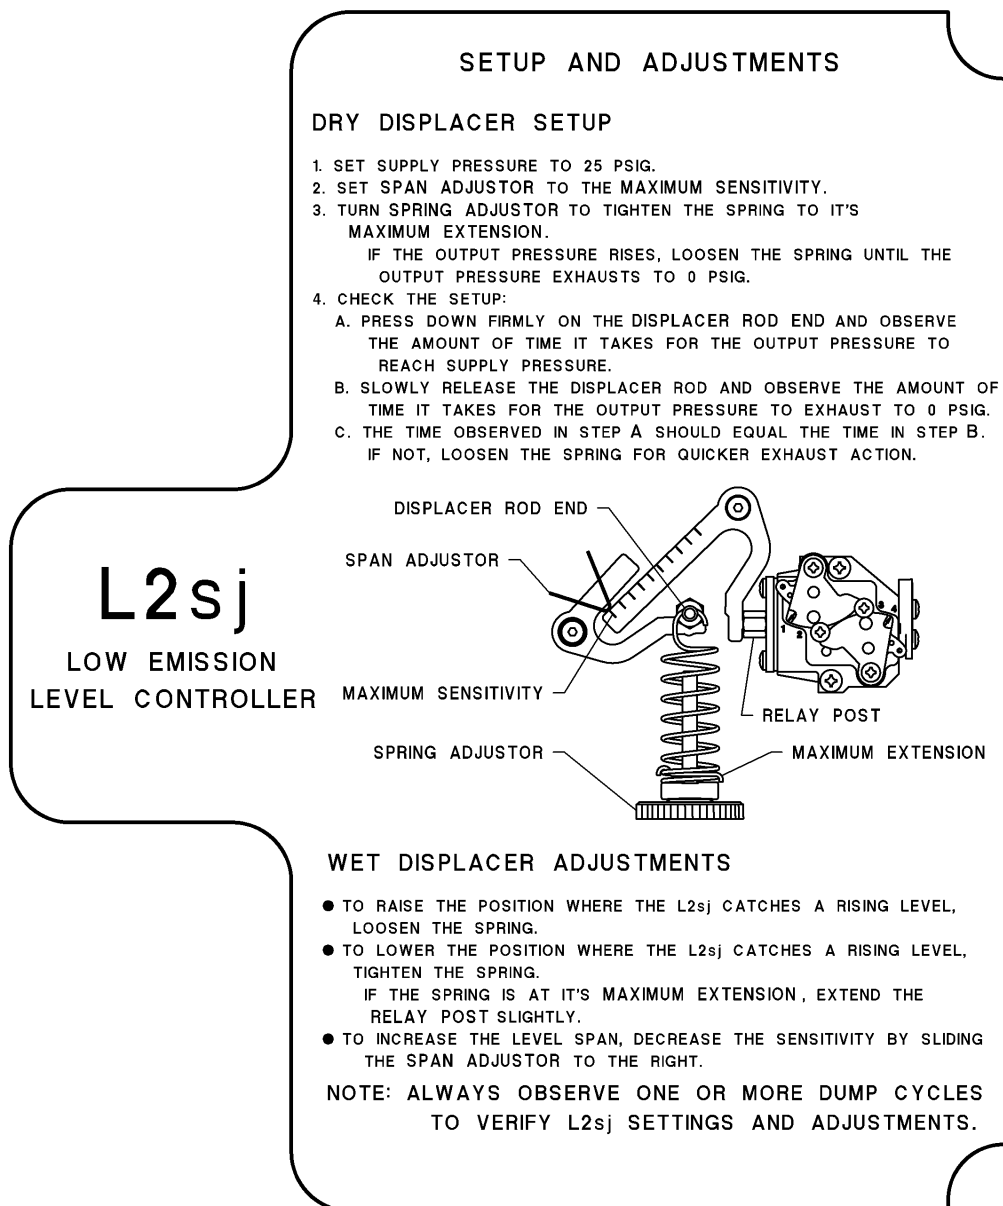 SETUP AND ADJUSTMENTS
DRY DISPLACER SETUP
1. SET SUPPLY PRESSURE TO 25 PSIG.
2. SET SPAN ADJUSTOR TO THE MAXIMUM SENSITIVITY.
3. TURN SPRING ADJUSTOR TO TIGHTEN THE SPRING TO IT'S
MAXIMUM EXTENSION.
IF THE OUTPUT PRESSURE RISES, LOOSEN THE SPRING UNTIL THE
OUTPUT PRESSURE EXHAUSTS TO 0 PSIG.
4. CHECK THE SETUP:
A. PRESS DOWN FIRMLY ON THE DISPLACER ROD END AND OBSERVE
THE AMOUNT OF TIME IT TAKES FOR THE OUTPUT PRESSURE TO
REACH SUPPLY PRESSURE.
B. SLOWLY RELEASE THE DISPLACER ROD AND OBSERVE THE AMOUNT OF
TIME IT TAKES FOR THE OUTPUT PRESSURE TO EXHAUST TO 0 PSIG.
C. THE TIME OBSERVED IN STEP A SHOULD EQUAL THE TIME IN STEP B.
IF NOT, LOOSEN THE SPRING FOR QUICKER EXHAUST ACTION.
L2sj
LOW EMISSION
LEVEL CONTROLLER
DISPLACER ROD END
SPAN ADJUSTOR
MAXIMUM SENSITIVITY
SPRING ADJUSTOR
1 2 3 4
RELAY POST
MAXIMUM EXTENSION
WET DISPLACER ADJUSTMENTS
● TO RAISE THE POSITION WHERE THE L2sj CATCHES A RISING LEVEL,
LOOSEN THE SPRING.
● TO LOWER THE POSITION WHERE THE L2sj CATCHES A RISING LEVEL,
TIGHTEN THE SPRING.
IF THE SPRING IS AT IT'S MAXIMUM EXTENSION, EXTEND THE
RELAY POST SLIGHTLY.
● TO INCREASE THE LEVEL SPAN, DECREASE THE SENSITIVITY BY SLIDING
THE SPAN ADJUSTOR TO THE RIGHT.
NOTE: ALWAYS OBSERVE ONE OR MORE DUMP CYCLES
TO VERIFY L2sj SETTINGS AND ADJUSTMENTS.